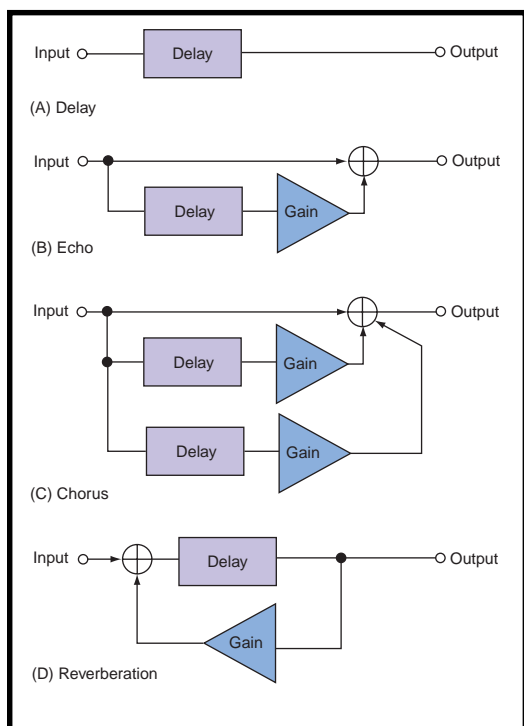 Input Delay Output
(A) Delay
Input Output
Delay Gain
(B) Echo
Input Output
Delay Gain
Delay Gain
(C) Chorus
Input Delay Output
Gain
(D) Reverberation